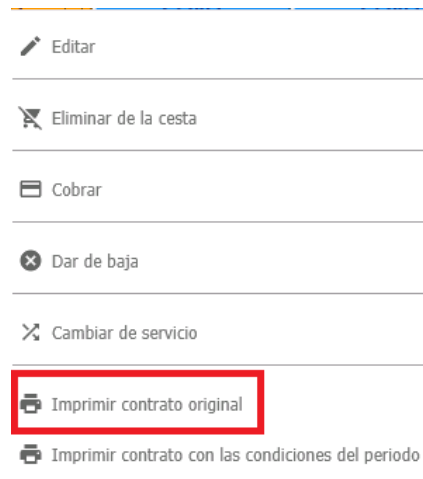 Editar
Eliminar de la cesta
Cobrar
Dar de baja
Cambiar de servicio
Imprimir contrato original
Imprimir contrato con las condiciones del periodo